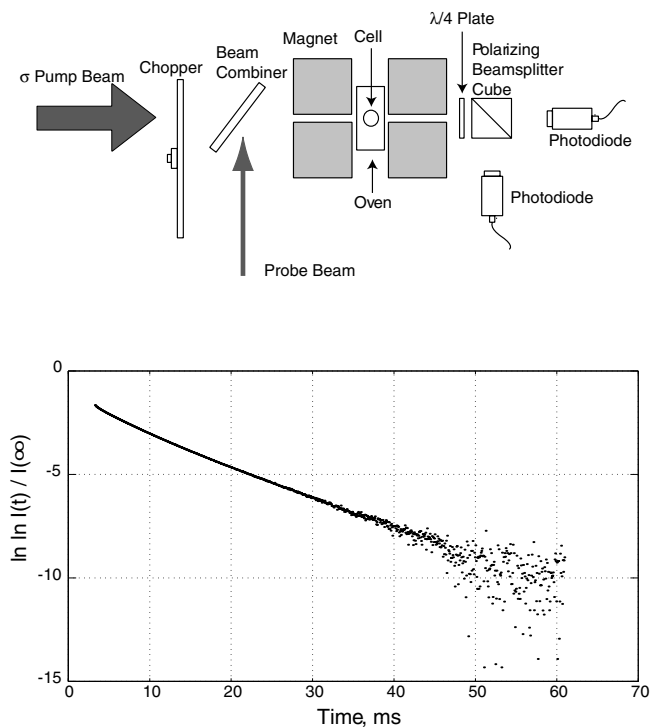 σ Pump Beam
Chopper
Beam
Combiner
Magnet
Cell
λ/4 Plate
Polarizing
Beamsplitter
Cube
Photodiode
Photodiode
Oven
Probe Beam
ln ln I(t) / I(∞)
0
-5
-10
-15
0 10 20 30 40 50 60 70
Time, ms